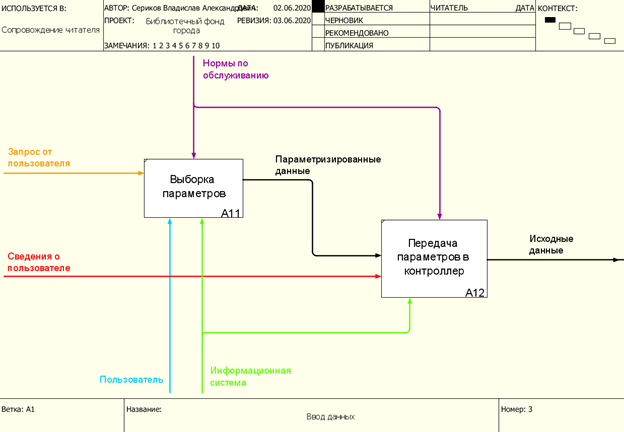 ИСПОЛЬЗУЕТСЯ В:
Сопровождение читателя
АВТОР: Сериков Владислав Александрович
ДАТА: 02.06.2020
ПРОЕКТ: Библиотечный фонд
города
РЕВИЗИЯ: 03.06.2020
ЗАМЕЧАНИЯ: 1 2 3 4 5 6 7 8 9 10
РАЗРАБАТЫВАЕТСЯ
ЧЕРНОВИК
РЕКОМЕНДОВАНО
ПУБЛИКАЦИЯ
ЧИТАТЕЛЬ
ДАТА
КОНТЕКСТ:
Нормы по
обслуживанию
Запрос от
пользователя
Выборка
параметров
A11
Параметризированные
данные
Сведения о
пользователе
Передача
параметров в
контроллер
A12
Исходные
данные
Пользователь
Информационная
система
Ветка: A1
Название:
Ввод данных
Номер: 3